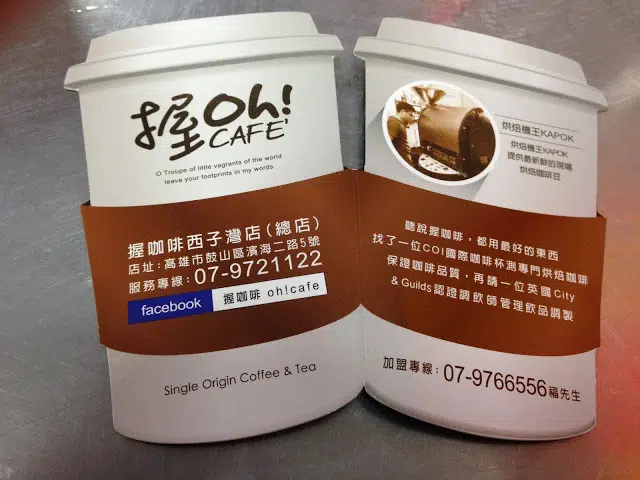 握Oh!
CAFE'
O Troupe of little vagrants of the world
leave your footprints in my words.
握咖啡西子灣店(總店)
店址:高雄市鼓山區濱海二路5號
服務專線:07-9721122
facebook 握咖啡 oh!cafe
Single Origin Coffee & Tea
烘焙機王KAPOK
烘焙機王KAPOK
提供最新鮮的現場
烘焙咖啡豆
聽說握咖啡,都用最好的東西
找了一位COI國際咖啡杯測專門烘焙咖啡
保證咖啡品質,再請一位英國City
& Guilds認證調飲師管理飲品調製
加盟專線:07-9766556福先生